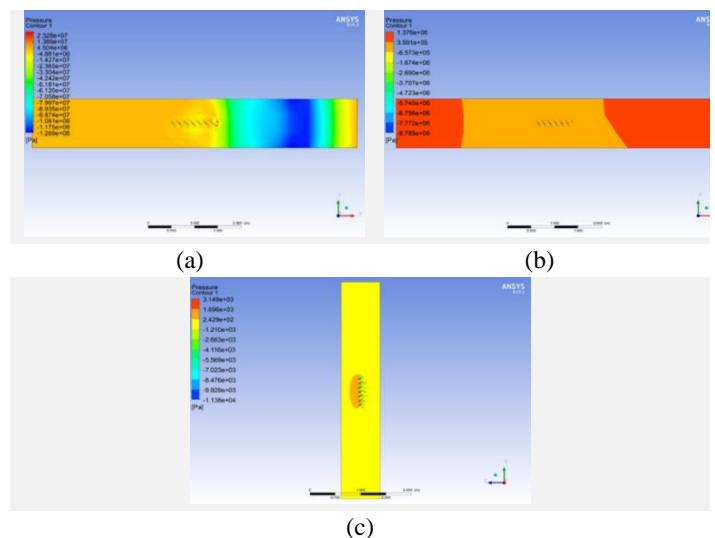 Pressure
Contour 1
ANSYS
2.328e+07
1.389e+07
4.504e+06
-4.881e+06
-1.427e+07
-2.365e+07
-3.304e+07
-4.242e+07
-5.181e+07
-6.120e+07
-7.058e+07
-7.997e+07
-8.935e+07
-9.874e+07
-1.081e+08
-1.175e+08
-1.269e+08
[Pa]
(a)
Pressure
Contour 1
ANSYS
1.376e+06
3.591e+05
-6.573e+05
-1.674e+06
-2.690e+06
-3.707e+06
-4.723e+06
-5.740e+06
-6.756e+06
-7.772e+06
-8.789e+06
[Pa]
(b)
Pressure
Contour 1
ANSYS
3.149e+03
1.696e+03
2.429e+02
-1.210e+03
-2.663e+03
-4.116e+03
-5.569e+03
-7.023e+03
-8.476e+03
-9.929e+03
-1.138e+04
[Pa]
(c)